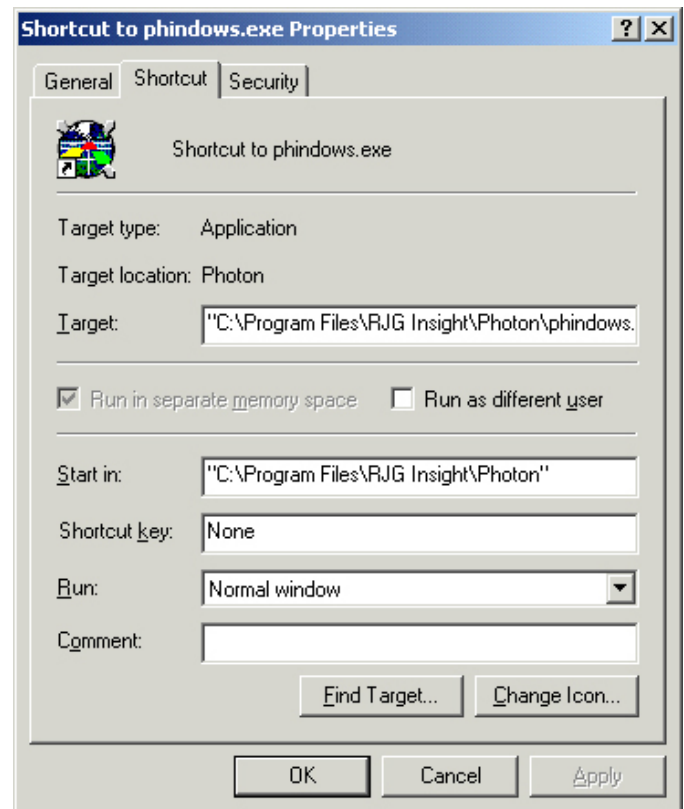 Shortcut to phindows.exe Properties
General Shortcut Security
Shortcut to phindows.exe
Target type: Application
Target location: Photon
Target: "C:\Program Files\RJG Insight\Photon\phindows.
Run in separate memory space Run as different user
Start in: "C:\Program Files\RJG Insight\Photon"
Shortcut key: None
Run: Normal window
Comment:
Find Target... Change Icon...
OK Cancel Apply